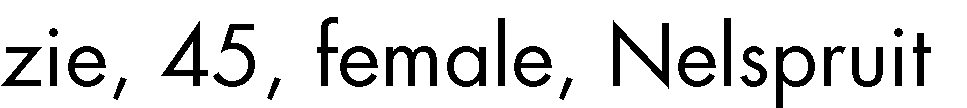 zie, 45, female, Nelspruit